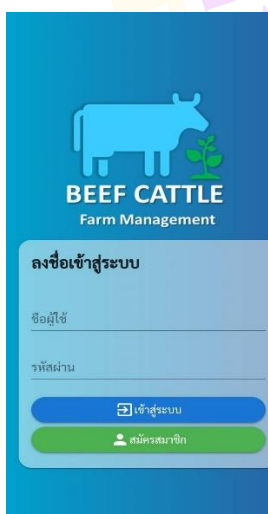 BEEF CATTLE
Farm Management
ลงชื่อเข้าสู่ระบบ
ชื่อผู้ใช้
รหัสผ่าน
เข้าสู่ระบบ
สมัครสมาชิก